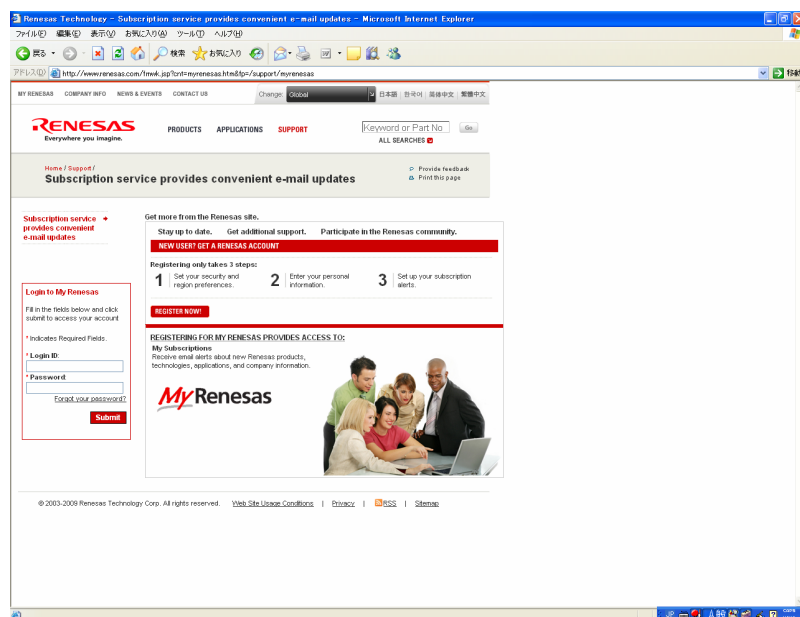 Renesas Technology - Subscription service provides convenient e-mail updates - Microsoft Internet Explorer
ファイル(F) 編集(E) 表示(V) お気に入り(A) ツール(T) ヘルプ(H)
戻る 検索 お気に入り
アドレス(D) http://www.renesas.com/fmwk.jsp?cnt=myrenesas.htm&fp=/support/myrenesas 移動
MY RENESAS COMPANY INFO NEWS & EVENTS CONTACT US Change: Global 日本語 한국어 英体中文 繁體中文
RENESAS
Everywhere you imagine.
PRODUCTS APPLICATIONS SUPPORT
Keyword or Part No Go
ALL SEARCHES
Home / Support /
Subscription service provides convenient e-mail updates
Provide feedback
Print this page
Subscription service
provides convenient
e-mail updates
Get more from the Renesas site.
Stay up to date. Get additional support. Participate in the Renesas community.
NEW USER? GET A RENESAS ACCOUNT
Registering only takes 3 steps:
1 Set your security and
region preferences.
2 Enter your personal
information.
3 Set up your subscription
alerts.
REGISTER NOW!
Login to My Renesas
Fill in the fields below and click
submit to access your account
* Indicates Required Fields.
* Login ID:
* Password:
Forgot your password?
Submit
REGISTERING FOR MY RENESAS PROVIDES ACCESS TO:
My Subscriptions
Receive email alerts about new Renesas products,
technologies, applications, and company information.
MyRenesas
© 2003-2009 Renesas Technology Corp. All rights reserved. Web Site Usage Conditions | Privacy | RSS | Sitemap
JP A 般
CAPS